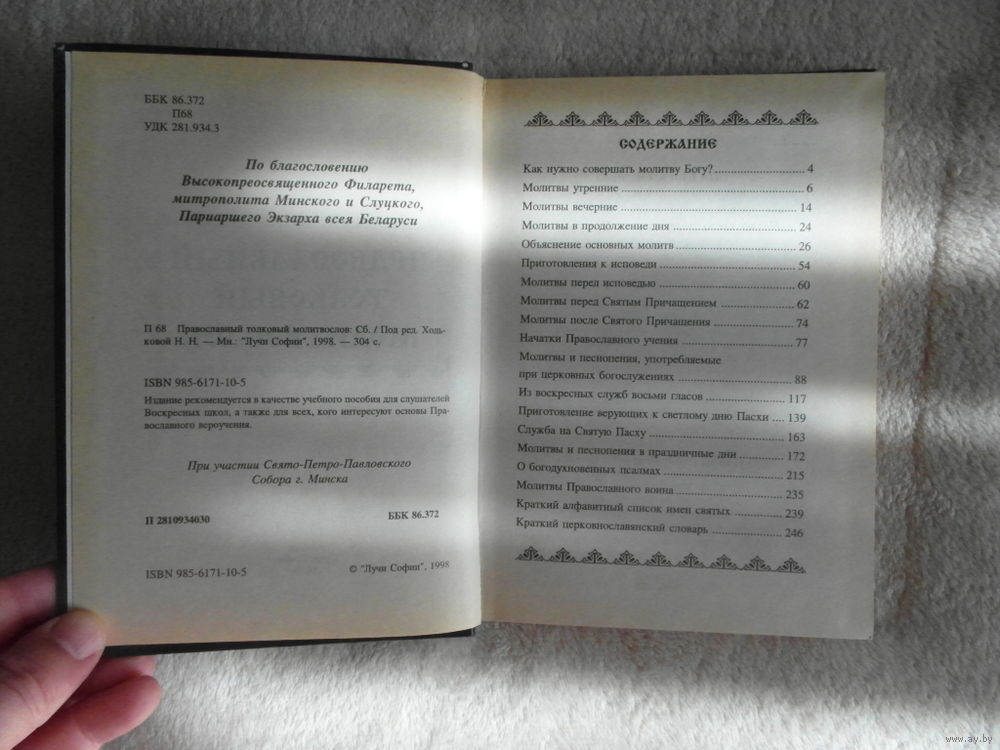 ББК 86.372
П68
УДК 281.934.3
По благословению
Высокопреосвященного Филарета,
митрополита Минского и Слуцкого,
Париаршего Экзарха всея Беларуси
П 68 Православный толковый молитвослов: Сб. / Под ред. Ходь-
ковой Н. Н. — Мн.: "Лучи Софии", 1998. — 304 с.
ISBN 985-6171-10-5
Издание рекомендуется в качестве учебного пособия для слушателей
Воскресных школ, а также для всех, кого интересуют основы Пра-
вославного вероучения.
При участии Свято-Петро-Павловского
Собора г. Минска
П 2810934030
ББК 86.372
ISBN 985-6171-10-5
© "Лучи Софии", 1998
СОДЕРЖАНИЕ
Как нужно совершать молитву Богу? 4
Молитвы утренние 6
Молитвы вечерние 14
Молитвы в продолжение дня 24
Объяснение основных молитв 26
Приготовления к исповеди 54
Молитвы перед исповедью 60
Молитвы перед Святым Причащением 62
Молитвы после Святого Причащения 74
Начатки Православного учения 77
Молитвы и песнопения, употребляемые
при церковных богослужениях 88
Из воскресных служб восьми гласов 117
Приготовление верующих к светлому дню Пасхи 139
Служба на Святую Пасху 163
Молитвы и песнопения в праздничные дни 172
О богодухновенных псалмах 215
Молитвы Православного воина 235
Краткий алфавитный список имен святых 239
Краткий церковнославянский словарь 246
www.ay.by